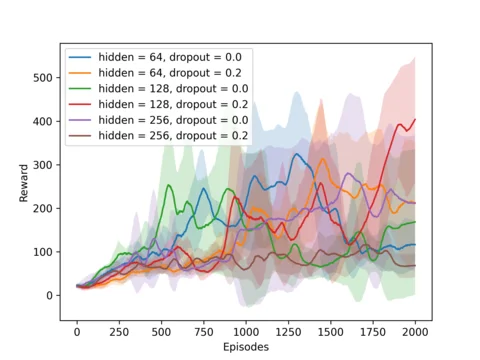 hidden = 64, dropout = 0.0
hidden = 64, dropout = 0.2
hidden = 128, dropout = 0.0
hidden = 128, dropout = 0.2
hidden = 256, dropout = 0.0
hidden = 256, dropout = 0.2
500
400
300
200
100
0
Reward
0 250 500 750 1000 1250 1500 1750 2000
Episodes